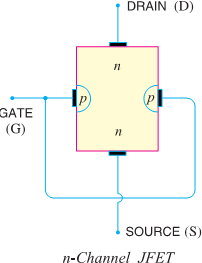 DRAIN (D)
n
p
p
GATE
(G)
n
SOURCE (S)
n-Channel JFET